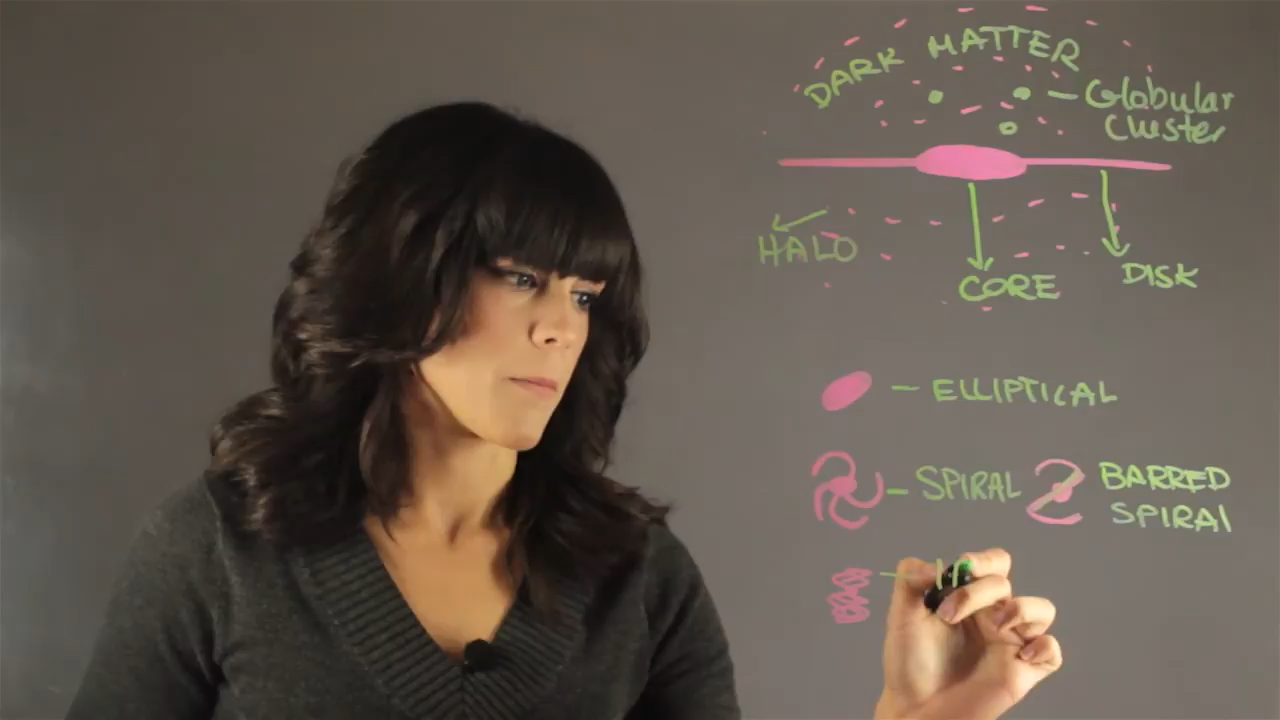 DARK MATTER
Globular
Cluster
HALO
CORE
DISK
– ELLIPTICAL
– SPIRAL
BARRED
SPIRAl